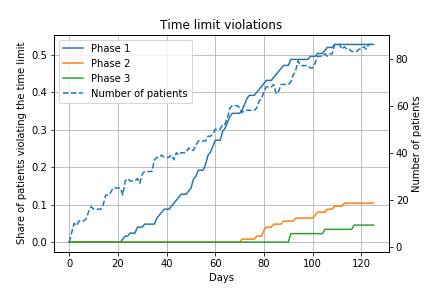 Time limit violations
Share of patients violating the time limit
0.5
0.4
0.3
0.2
0.1
0.0
Phase 1
Phase 2
Phase 3
Number of patients
80
60
40
20
0
Number of patients
0 20 40 60 80 100 120
Days